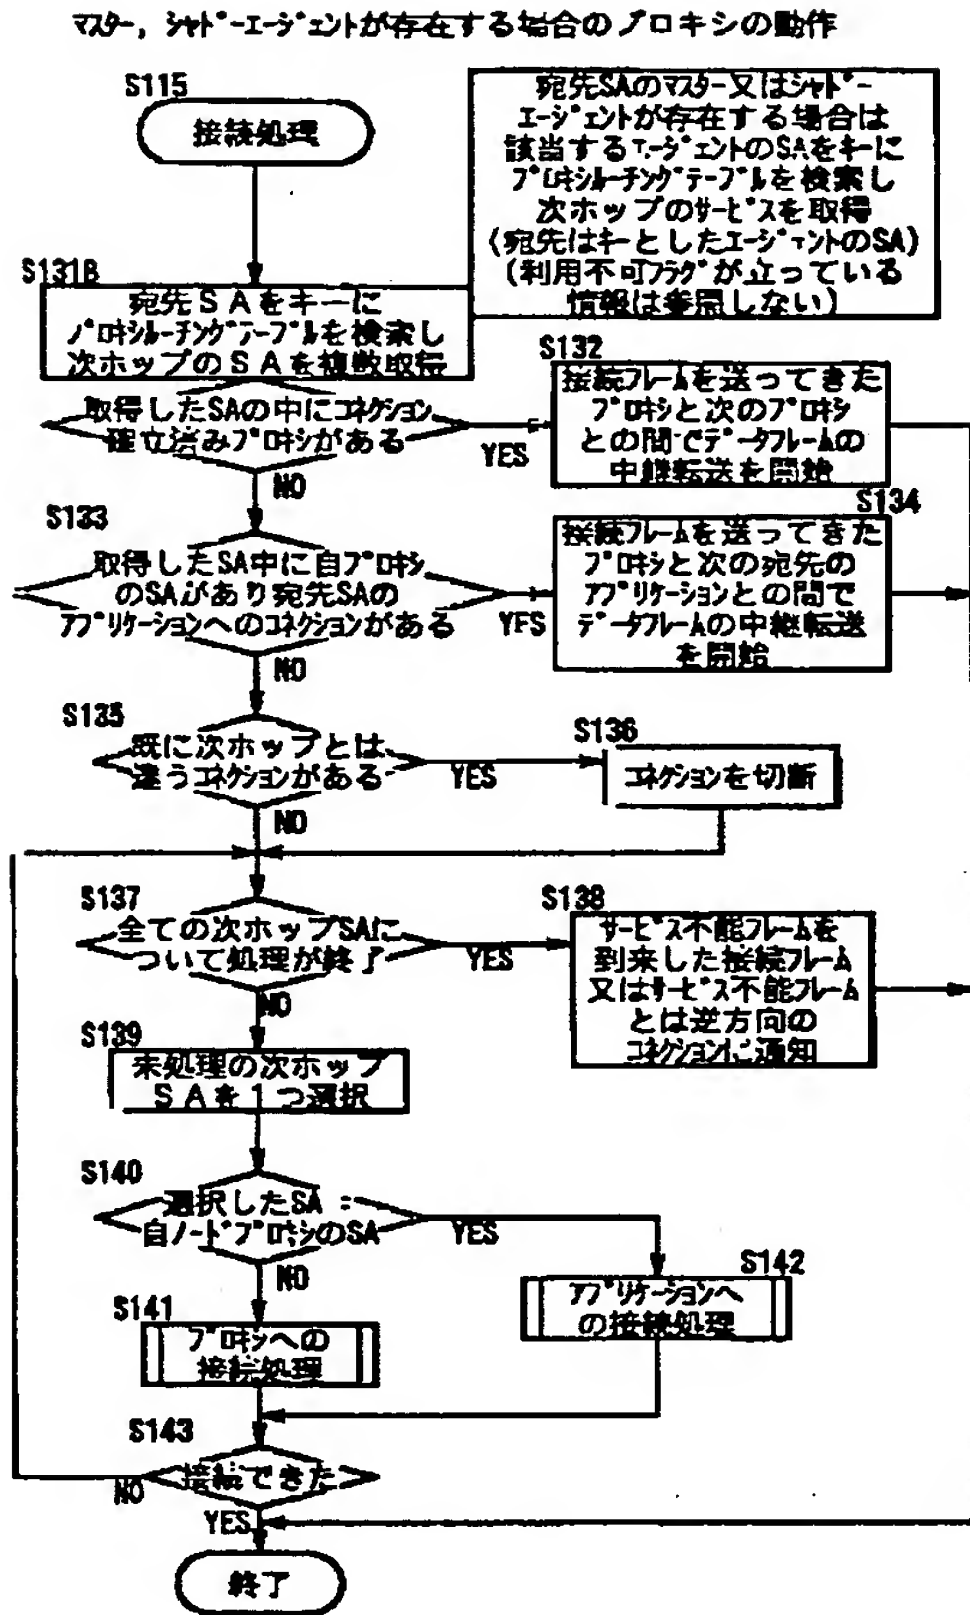 マスター, シャドーエージェントが存在する場合のプロキシの動作
S115
接続処理
宛先SAのマスター又はシャドー
エージェントが存在する場合は
該当するエージェントのSAをキーに
プロキシルーチングテーブルを検索し
次ホップのサービスを取得
(宛先はキーとしたエージェントのSA)
(利用不可フラグが立っている
情報は参照しない)
S131B
宛先SAをキーに
プロキシルーチングテーブルを検索し
次ホップのSAを複数取得
取得したSAの中にコネクション
確立済みプロキシがある
YES
NO
S132
接続フレームを送ってきた
プロキシと次のプロキシ
との間でデータフレームの
中継転送を開始
S133
取得したSA中に自プロキシ
のSAがあり宛先SAの
アプリケーションへのコネクションがある
YES
NO
S134
接続フレームを送ってきた
プロキシと次の宛先の
アプリケーションとの間で
データフレームの中継転送
を開始
S135
既に次ホップとは
違うコネクションがある
YES
NO
S136
コネクションを切断
S137
全ての次ホップSAに
ついて処理が終了
YES
NO
S138
サービス不能フレームを
到来した接続フレーム
又はサービス不能フレーム
とは逆方向の
コネクションに通知
S139
未処理の次ホップ
SAを1つ選択
S140
選択したSA =
自ノードプロキシのSA
YES
NO
S141
プロキシへの
接続処理
S142
アプリケーションへ
の接続処理
S143
接続できた
NO
YES
終了